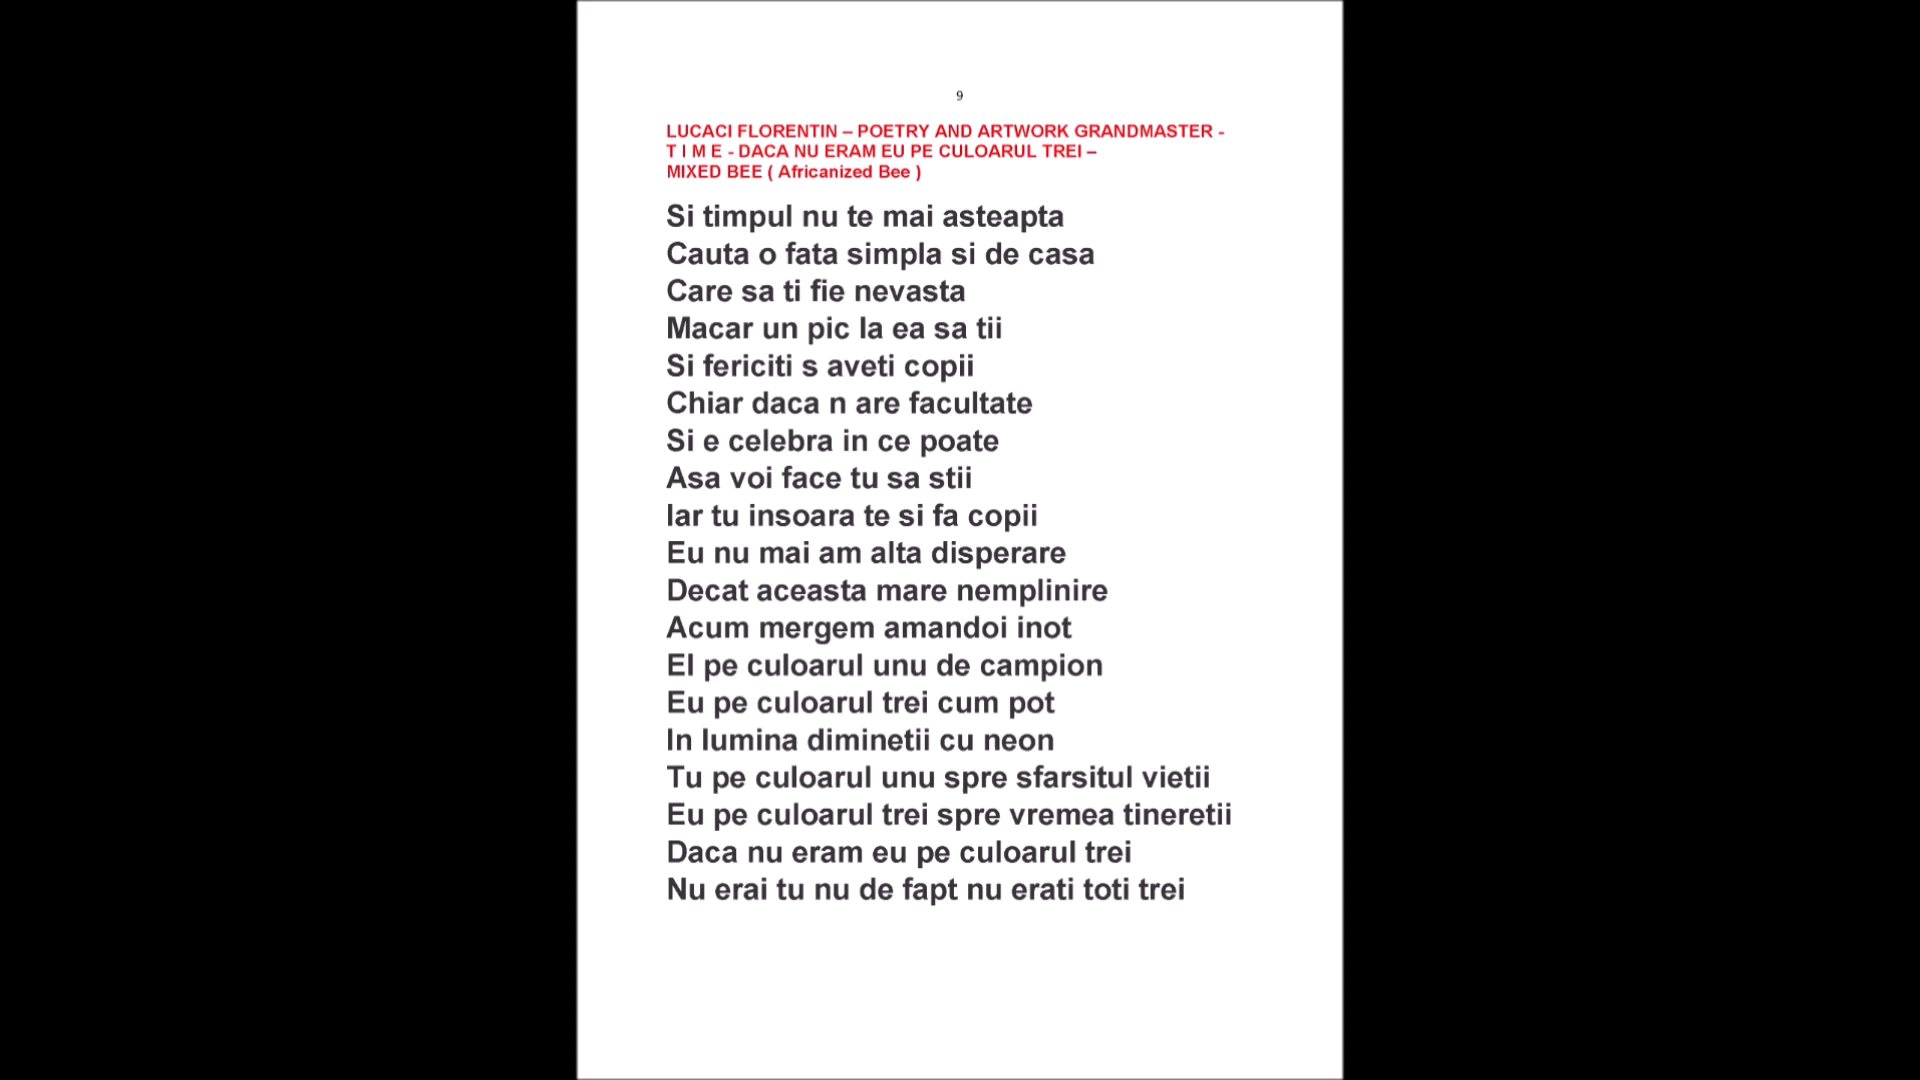 9
LUCACI FLORENTIN – POETRY AND ARTWORK GRANDMASTER -
T I M E - DACA NU ERAM EU PE CULOARUL TREI –
MIXED BEE ( Africanized Bee )
Si timpul nu te mai asteapta
Cauta o fata simpla si de casa
Care sa ti fie nevasta
Macar un pic la ea sa tii
Si fericiti s aveti copii
Chiar daca n are facultate
Si e celebra in ce poate
Asa voi face tu sa stii
Iar tu insoara te si fa copii
Eu nu mai am alta disperare
Decat aceasta mare nemplinire
Acum mergem amandoi inot
El pe culoarul unu de campion
Eu pe culoarul trei cum pot
In lumina diminetii cu neon
Tu pe culoarul unu spre sfarsitul vietii
Eu pe culoarul trei spre vremea tineretii
Daca nu eram eu pe culoarul trei
Nu erai tu nu de fapt nu erati toti trei